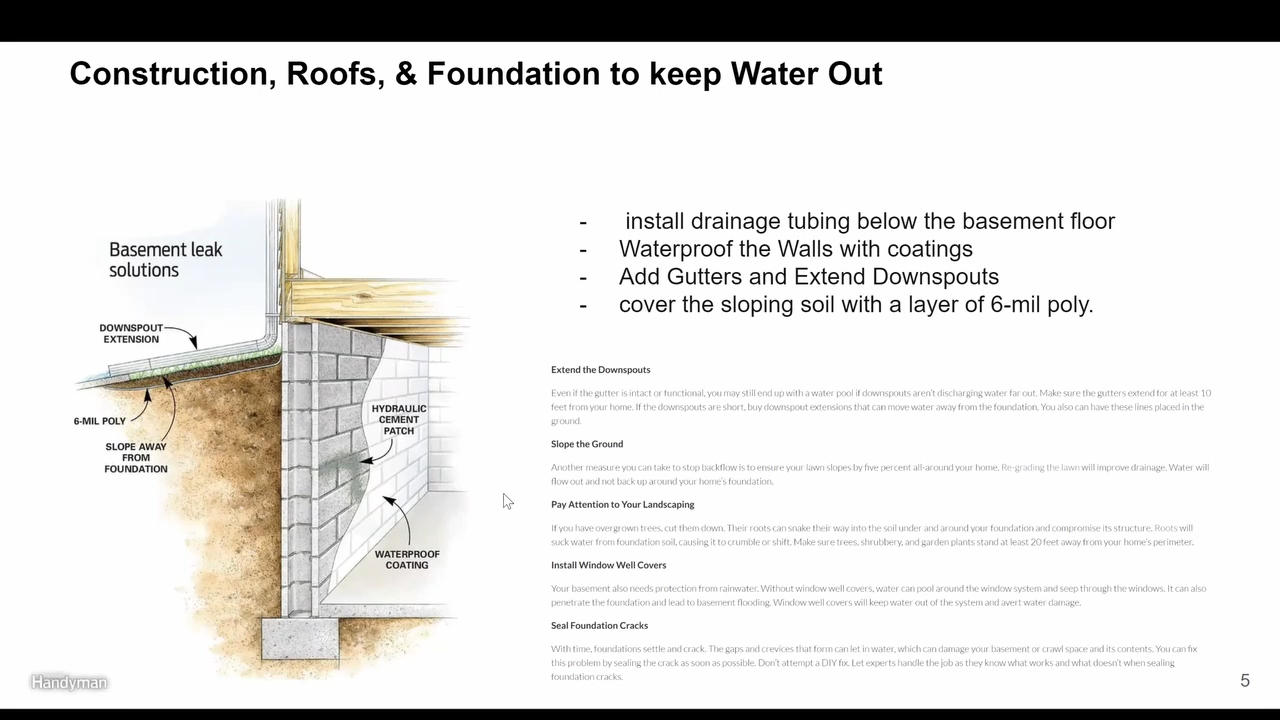 Construction, Roofs, & Foundation to keep Water Out
Basement leak
solutions
DOWNSPOUT
EXTENSION
6-MIL POLY
SLOPE AWAY
FROM
FOUNDATION
HYDRAULIC
CEMENT
PATCH
WATERPROOF
COATING
Handyman
- install drainage tubing below the basement floor
- Waterproof the Walls with coatings
- Add Gutters and Extend Downspouts
- cover the sloping soil with a layer of 6-mil poly.
Extend the Downspouts
Even if the gutter is intact or functional, you may still end up with a water pool if downspouts aren't discharging water far out. Make sure the gutters extend for at least 10
feet from your home. If the downspouts are short, buy downspout extensions that can move water away from the foundation. You also can have these lines placed in the
ground.
Slope the Ground
Another measure you can take to stop backflow is to ensure your lawn slopes by five percent all-around your home. Re-grading the lawn will improve drainage. Water will
flow out and not back up around your home's foundation.
Pay Attention to Your Landscaping
If you have overgrown trees, cut them down. Their roots can snake their way into the soil under and around your foundation and compromise its structure. Roots will
suck water from foundation soil, causing it to crumble or shift. Make sure trees, shrubbery, and garden plants stand at least 20 feet away from your home's perimeter.
Install Window Well Covers
Your basement also needs protection from rainwater. Without window well covers, water can pool around the window system and seep through the windows. It can also
penetrate the foundation and lead to basement flooding. Window well covers will keep water out of the system and avert water damage.
Seal Foundation Cracks
With time, foundations settle and crack. The gaps and crevices that form can let in water, which can damage your basement or crawl space and its contents. You can fix
this problem by sealing the crack as soon as possible. Don't attempt a DIY fix. Let experts handle the job as they know what works and what doesn't when sealing
foundation cracks.
5